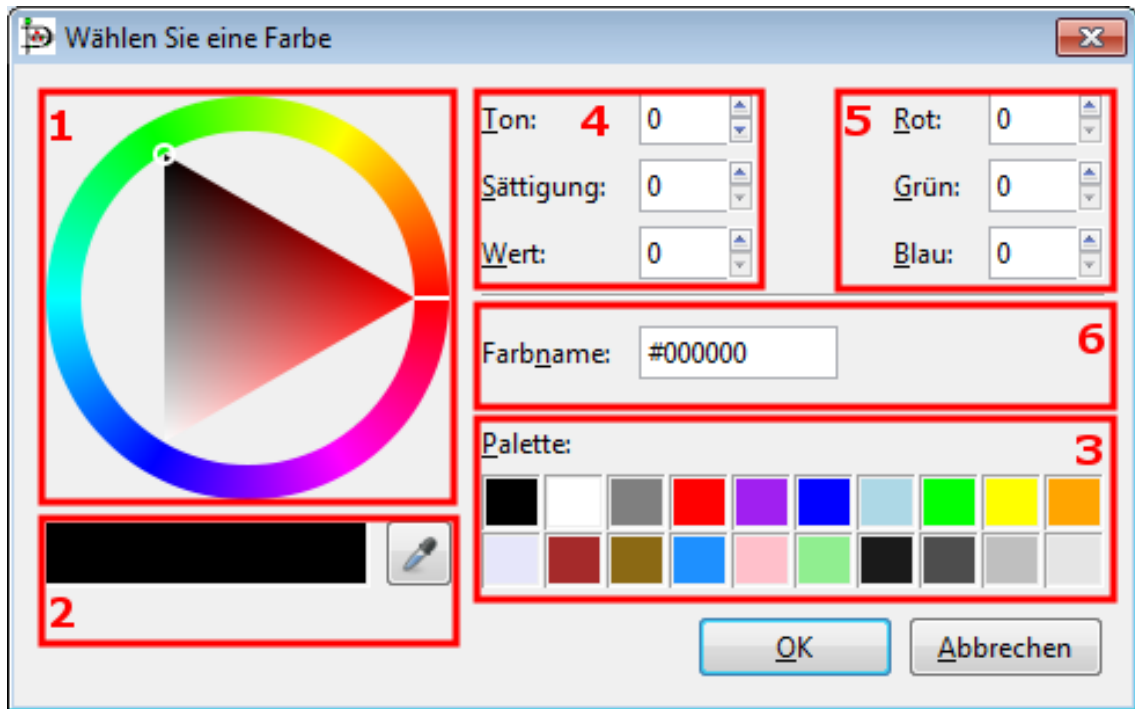 Wählen Sie eine Farbe
1
Ton: 4 0
Sättigung: 0
Wert: 0
5 Rot: 0
Grün: 0
Blau: 0
Farbname: #000000 6
Palette: 3
2
OK Abbrechen